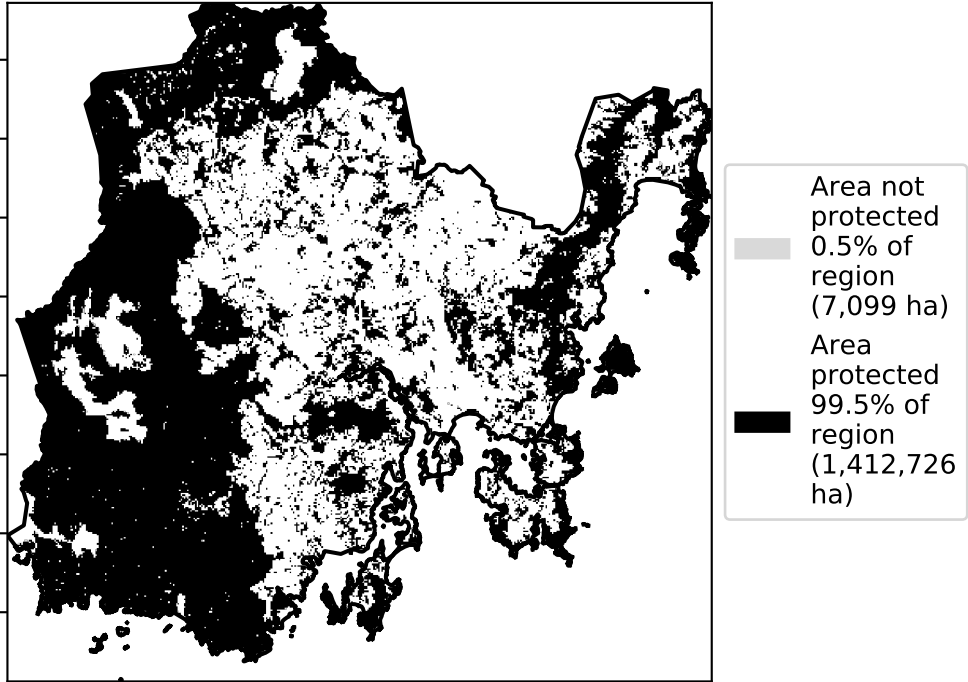 Area not
protected
0.5% of
region
(7,099 ha)
Area
protected
99.5% of
region
(1,412,726
ha)